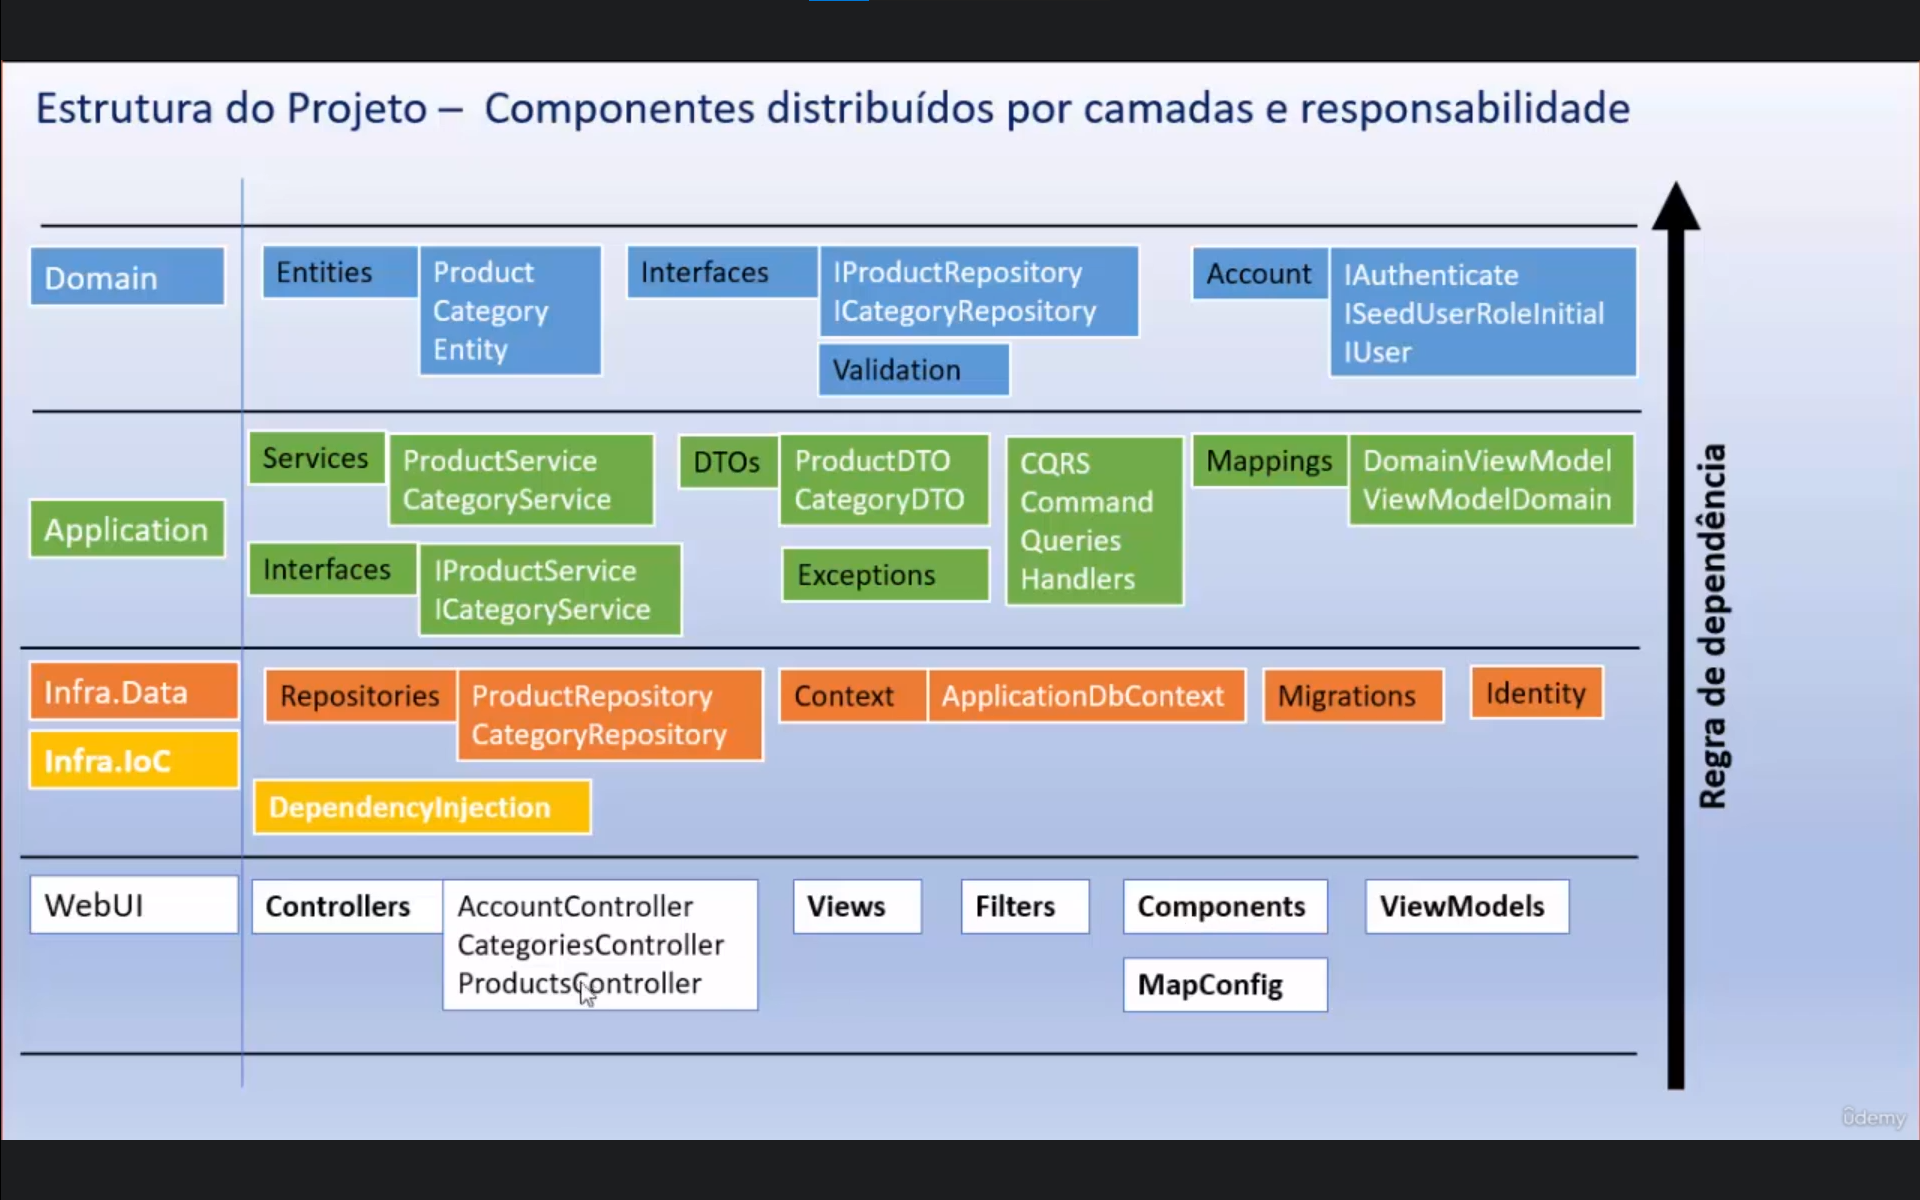 Estrutura do Projeto – Componentes distribuídos por camadas e responsabilidade
Domain
Entities
Product
Category
Entity
Interfaces
IProductRepository
ICategoryRepository
Validation
Account
IAuthenticate
ISeedUserRoleInitial
IUser
Application
Services
ProductService
CategoryService
DTOs
ProductDTO
CategoryDTO
CQRS
Command
Queries
Handlers
Mappings
DomainViewModel
ViewModelDomain
Interfaces
IProductService
ICategoryService
Exceptions
Infra.Data
Repositories
ProductRepository
CategoryRepository
Context
ApplicationDbContext
Migrations
Identity
Infra.IoC
DependencyInjection
WebUI
Controllers
AccountController
CategoriesController
ProductsController
Views
Filters
Components
ViewModels
MapConfig
Regra de dependência
ûdemy